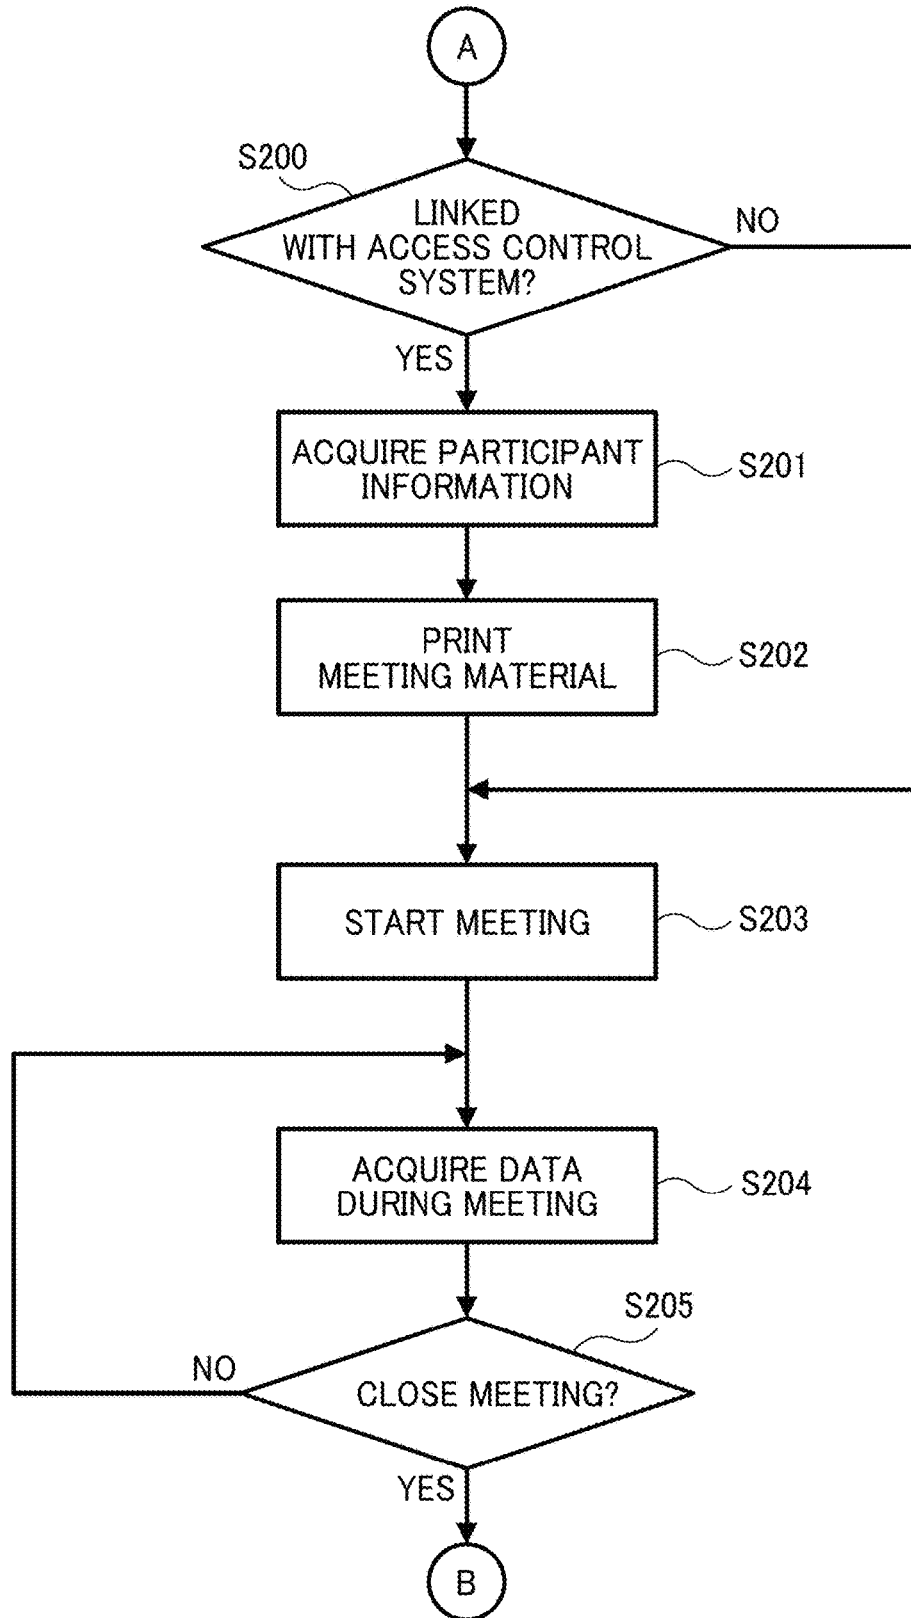 A
S200
LINKED
WITH ACCESS CONTROL
SYSTEM?
NO
YES
ACQUIRE PARTICIPANT
INFORMATION
S201
PRINT
MEETING MATERIAL
S202
START MEETING
S203
ACQUIRE DATA
DURING MEETING
S204
S205
NO
CLOSE MEETING?
YES
B